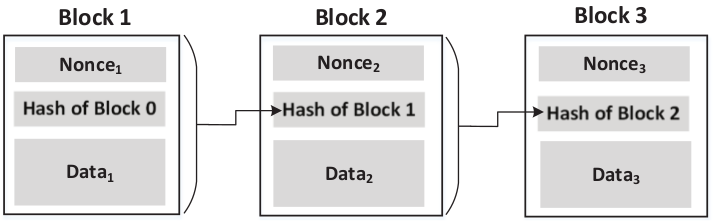 Block 1
Block 2
Block 3
Nonce₁
Nonce₂
Nonce₃
Hash of Block 0
Hash of Block 1
Hash of Block 2
Data₁
Data₂
Data₃